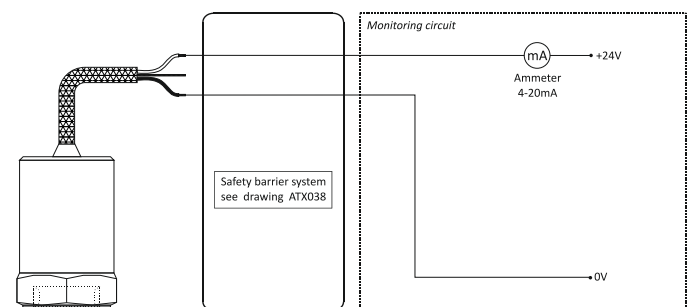 Monitoring circuit
mA
+24V
Ammeter
4-20mA
Safety barrier system
see drawing ATX038
0V